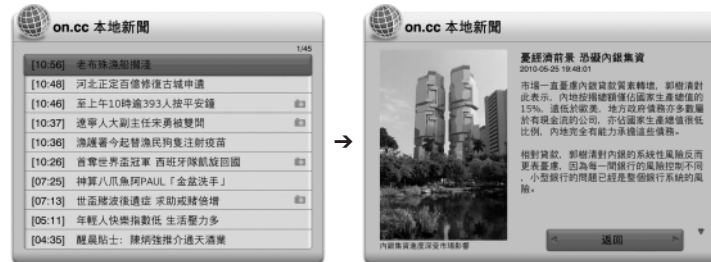 on.cc 本地新聞
1/45
[10:56] 老布殊漁船擱淺
[10:48] 河北正定百億修復古城申遺
[10:46] 至上午10時逾393人按平安鐘
[10:37] 遼寧人大副主任宋勇被雙開
[10:36] 漁護署今起替漁民狗隻注射疫苗
[10:26] 首奪世界盃冠軍 西班牙隊凱旋回國
[07:25] 神算八爪魚阿PAUL「金盆洗手」
[07:13] 世盃賭波後遺症 求助戒賭倍增
[05:11] 年輕人快樂指數低 生活壓力多
[04:35] 醒晨貼士：陳炳強推介通天酒業
➔
on.cc 本地新聞
憂經濟前景 恐礙內銀集資
2010-05-25 19:48:01
市場一直憂慮內銀貸款質素轉壞，郭樹清對
此表示，內地按揭總額僅佔國家生產總值的
15%，遠低於歐美，地方政府債務亦多數屬
於有現金流的公司，亦佔國家生產總值很低
比例，內地完全有能力承擔這些債務。
相對貸款，郭樹清對內銀的系統性風險反而
更表憂慮，因為每一間銀行的風險控制不同
，小型銀行的問題已經是整個銀行系統的風
險。
內銀集資進度深受市場影響
返回